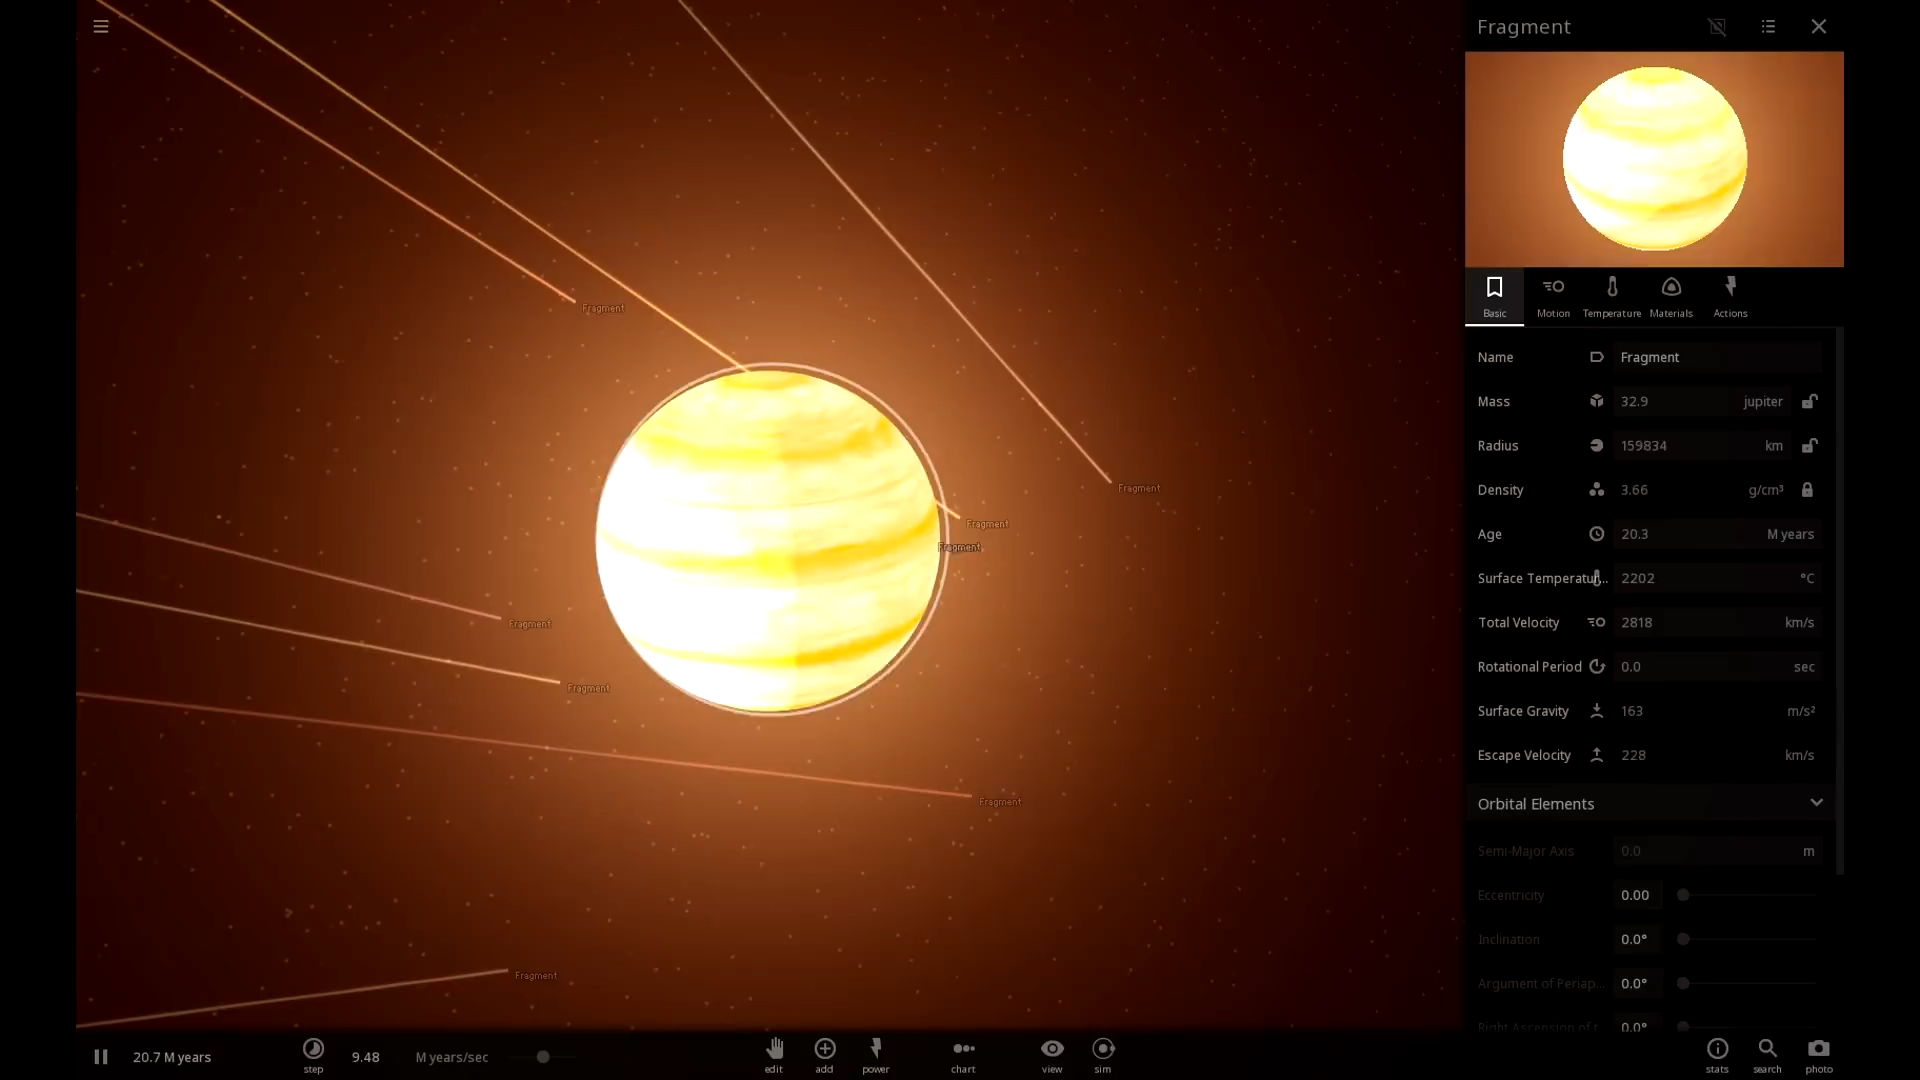 Fragment
Fragment
Fragment
Fragment
Fragment
Fragment
Fragment
Fragment
Fragment
Basic
Motion
Temperature
Materials
Actions
Name Fragment
Mass 32.9 jupiter
Radius 159834 km
Density 3.66 g/cm³
Age 20.3 M years
Surface Temperatur... 2202 °C
Total Velocity 2818 km/s
Rotational Period 0.0 sec
Surface Gravity 163 m/s²
Escape Velocity 228 km/s
Orbital Elements
Semi-Major Axis 0.0 m
Eccentricity 0.00
Inclination 0.0°
Argument of Periap... 0.0°
Right Ascension of t... 0.0°
20.7 M years
step
9.48 M years/sec
edit
add
power
chart
view
sim
stats
search
photo